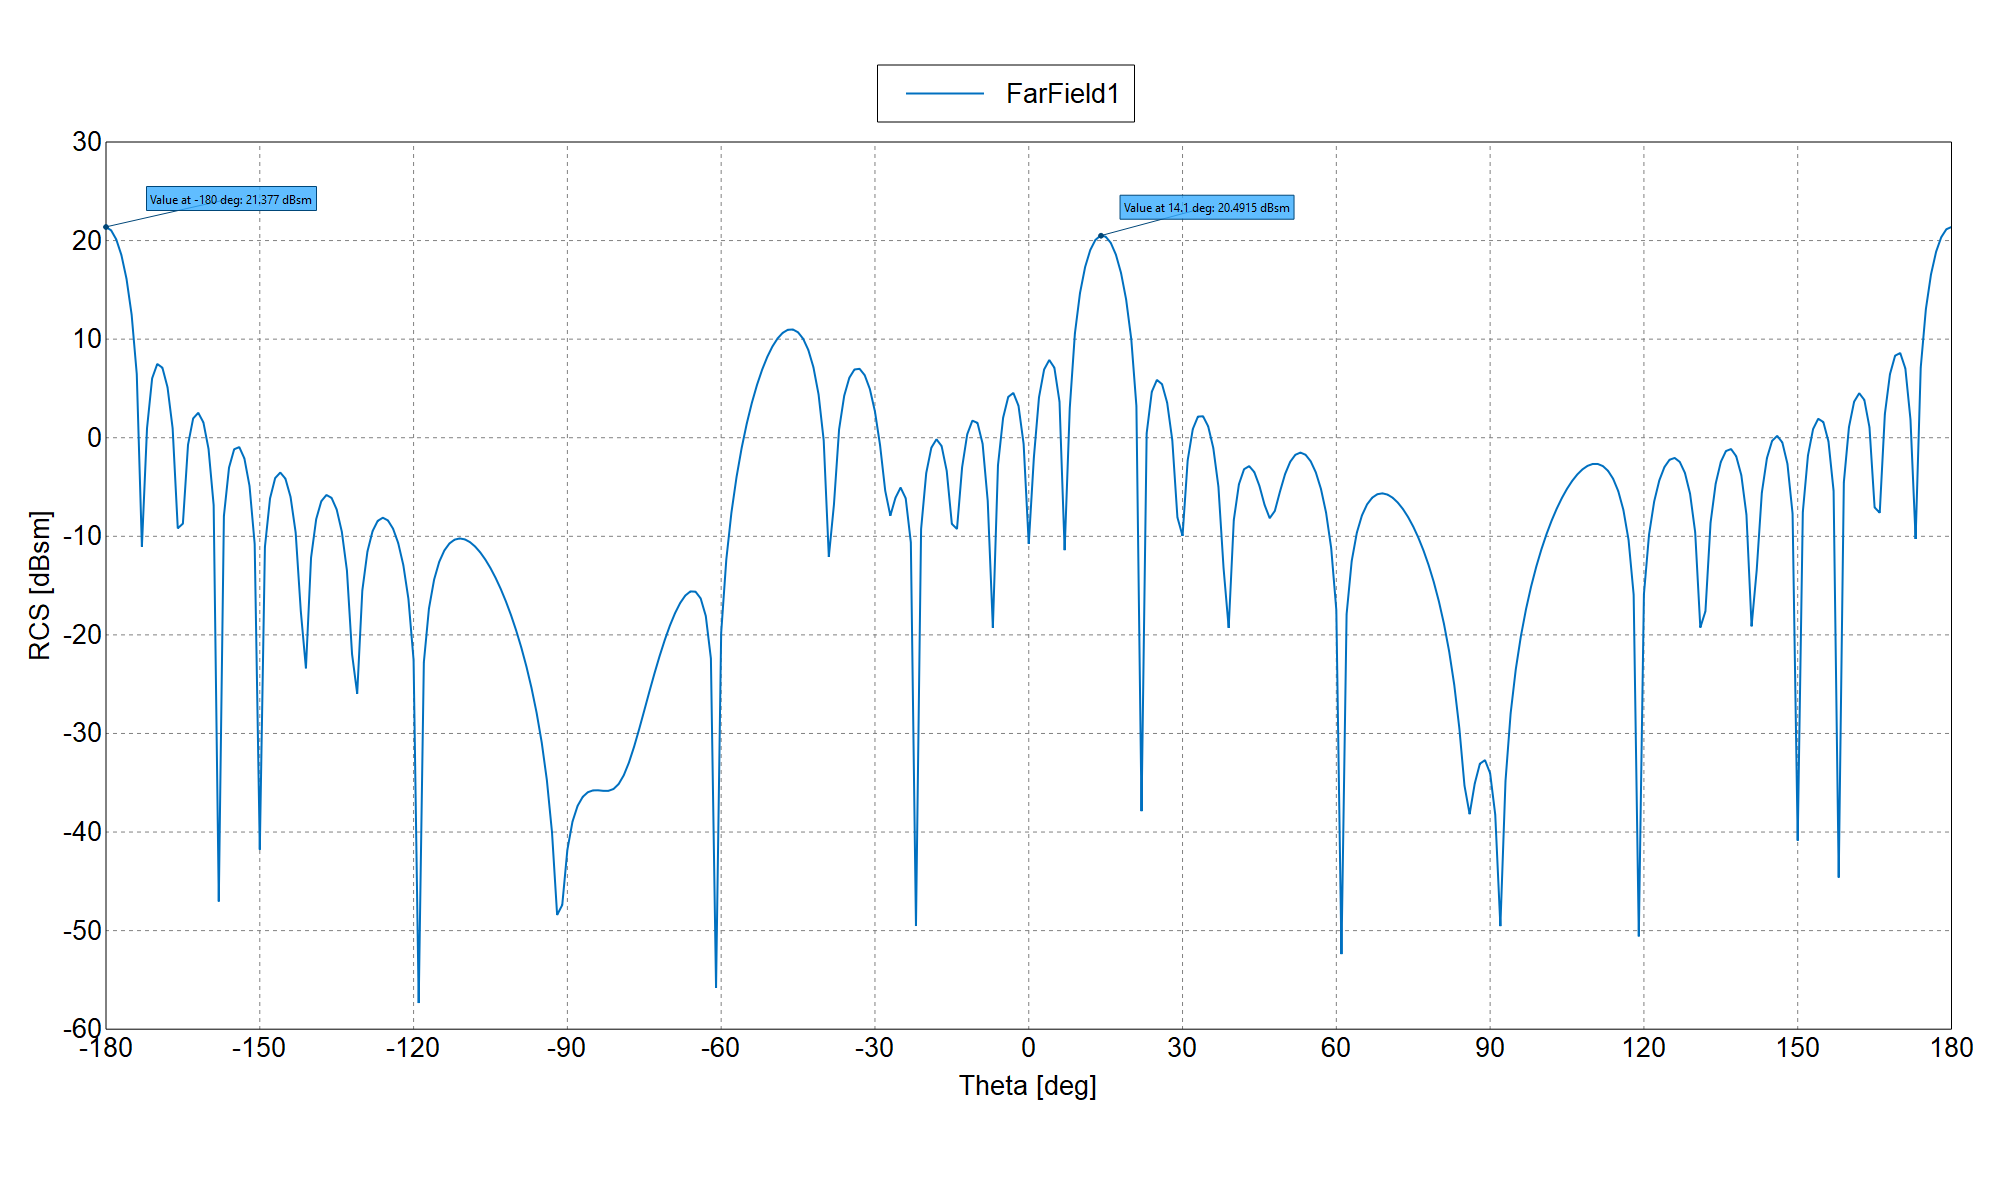 FarField1
30
Value at -180 deg: 21.377 dBsm
Value at 14.1 deg: 20.4915 dBsm
20
10
0
-10
-20
-30
-40
-50
-60
RCS [dBsm]
-180 -150 -120 -90 -60 -30 0 30 60 90 120 150 180
Theta [deg]